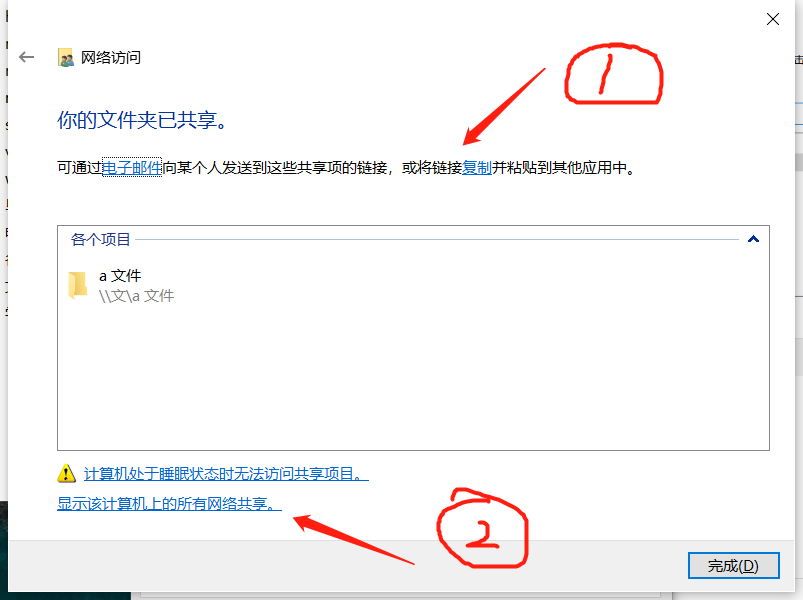 网络访问
1
你的文件夹已共享。
可通过电子邮件向某个人发送到这些共享项的链接，或将链接复制并粘贴到其他应用中。
各个项目
a 文件
\\文\a 文件
计算机处于睡眠状态时无法访问共享项目。
显示该计算机上的所有网络共享。
2
完成(D)